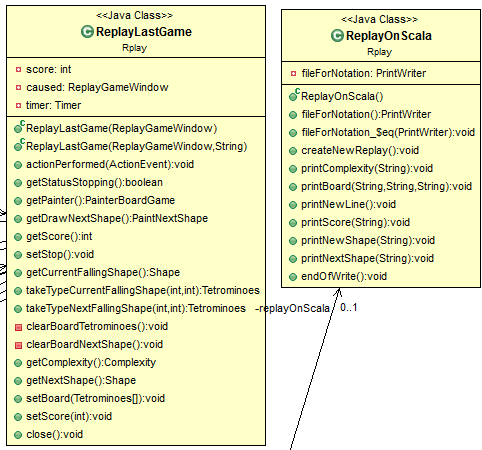 <<Java Class>>
ReplayLastGame
Rplay
score: int
caused: ReplayGameWindow
timer: Timer
ReplayLastGame(ReplayGameWindow)
ReplayLastGame(ReplayGameWindow,String)
actionPerformed(ActionEvent):void
getStatusStopping():boolean
getPainter():PainterBoardGame
getDrawNextShape():PaintNextShape
getScore():int
setStop():void
getCurrentFallingShape():Shape
takeTypeCurrentFallingShape(int,int):Tetrominoes
takeTypeNextFallingShape(int,int):Tetrominoes
clearBoardTetrominoes():void
clearBoardNextShape():void
getComplexity():Complexity
getNextShape():Shape
setBoard(Tetrominoes[]):void
setScore(int):void
close():void
<<Java Class>>
ReplayOnScala
Rplay
fileForNotation: PrintWriter
ReplayOnScala()
fileForNotation():PrintWriter
fileForNotation_$eq(PrintWriter):void
createNewReplay():void
printComplexity(String):void
printBoard(String,String,String):void
printNewLine():void
printScore(String):void
printNewShape(String):void
printNextShape(String):void
endOfWrite():void
-replayOnScala 0..1